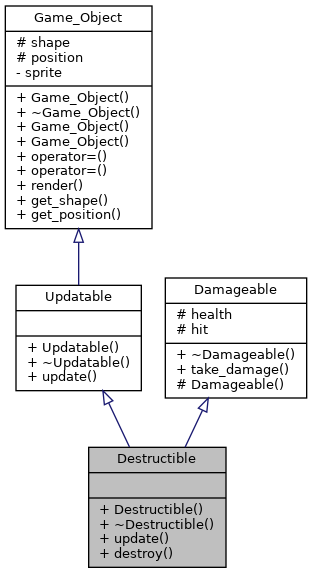 Game_Object
# shape
# position
- sprite
+ Game_Object()
+ ~Game_Object()
+ Game_Object()
+ Game_Object()
+ operator=()
+ operator=()
+ render()
+ get_shape()
+ get_position()
Updatable
+ Updatable()
+ ~Updatable()
+ update()
Damageable
# health
# hit
+ ~Damageable()
+ take_damage()
# Damageable()
Destructible
+ Destructible()
+ ~Destructible()
+ update()
+ destroy()